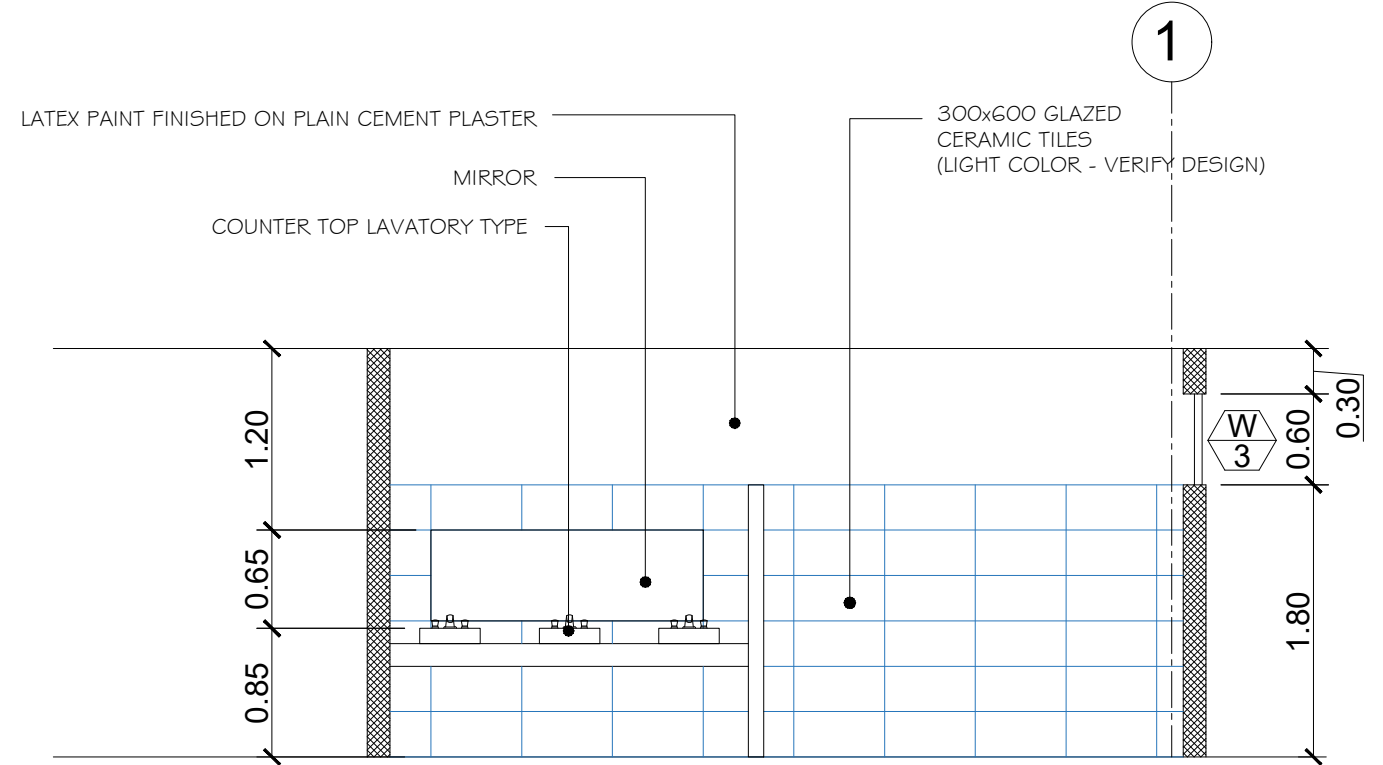 1
LATEX PAINT FINISHED ON PLAIN CEMENT PLASTER
300x600 GLAZED
CERAMIC TILES
(LIGHT COLOR - VERIFY DESIGN)
MIRROR
COUNTER TOP LAVATORY TYPE
1.20
0.65
0.85
W
3
0.60
0.30
1.80